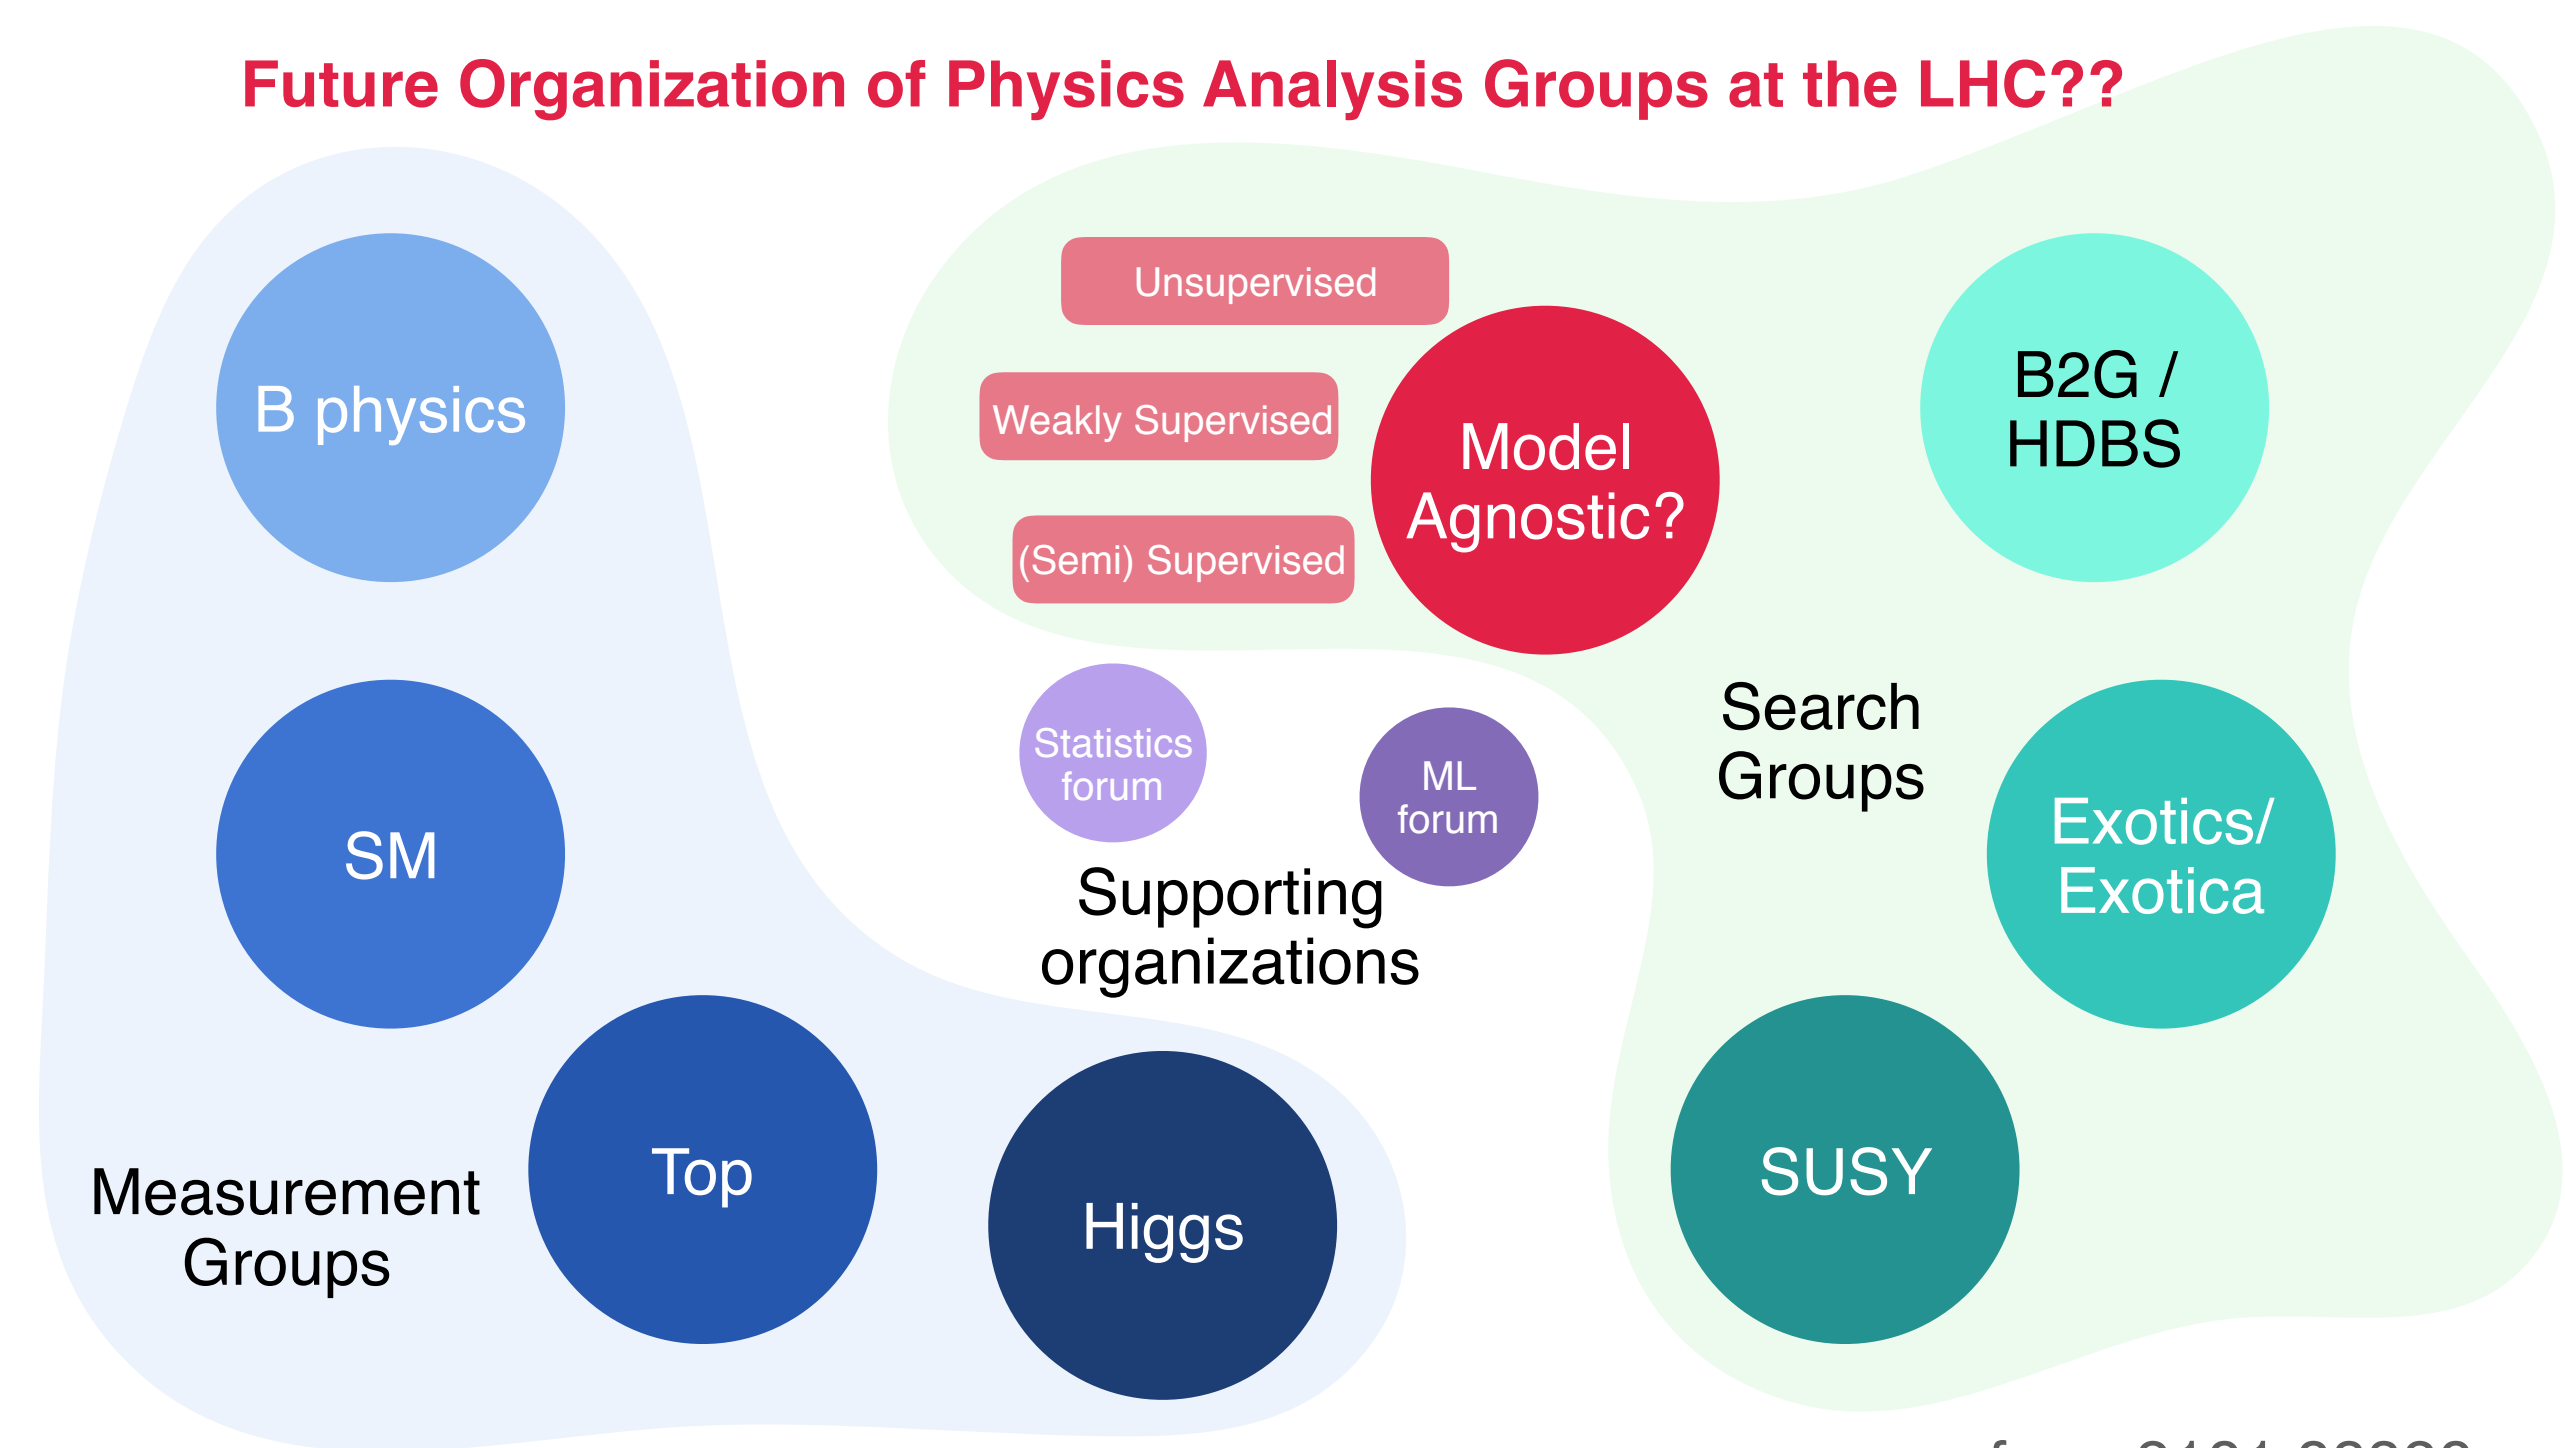 Future Organization of Physics Analysis Groups at the LHC??
B physics
SM
Top
Higgs
Measurement
Groups
Unsupervised
Weakly Supervised
(Semi) Supervised
Model
Agnostic?
B2G /
HDBS
Search
Groups
Exotics/
Exotica
SUSY
Statistics
forum
ML
forum
Supporting
organizations